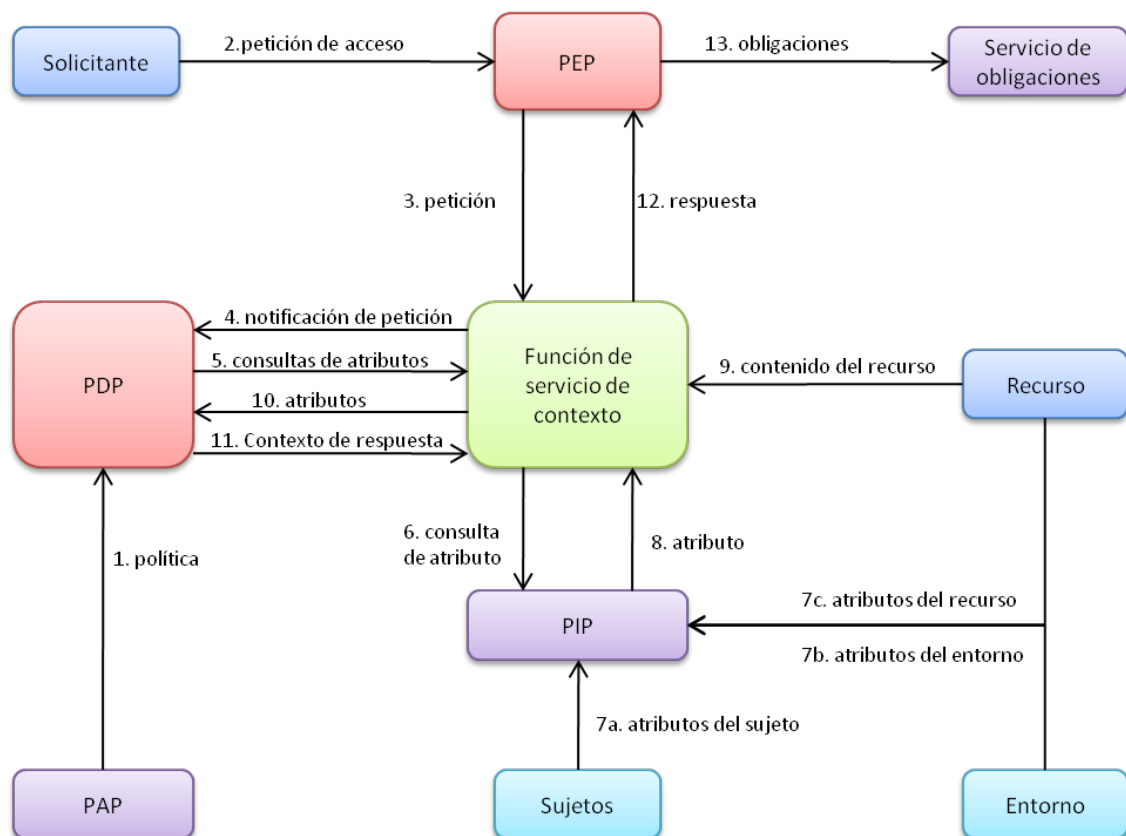 Solicitante
2.petición de acceso
PEP
13. obligaciones
Servicio de
obligaciones
3. petición
12. respuesta
PDP
4. notificación de petición
5. consultas de atributos
10. atributos
11. Contexto de respuesta
Función de
servicio de
contexto
9. contenido del recurso
Recurso
1. política
6. consulta
de atributo
8. atributo
PIP
7c. atributos del recurso
7b. atributos del entorno
7a. atributos del sujeto
PAP
Sujetos
Entorno